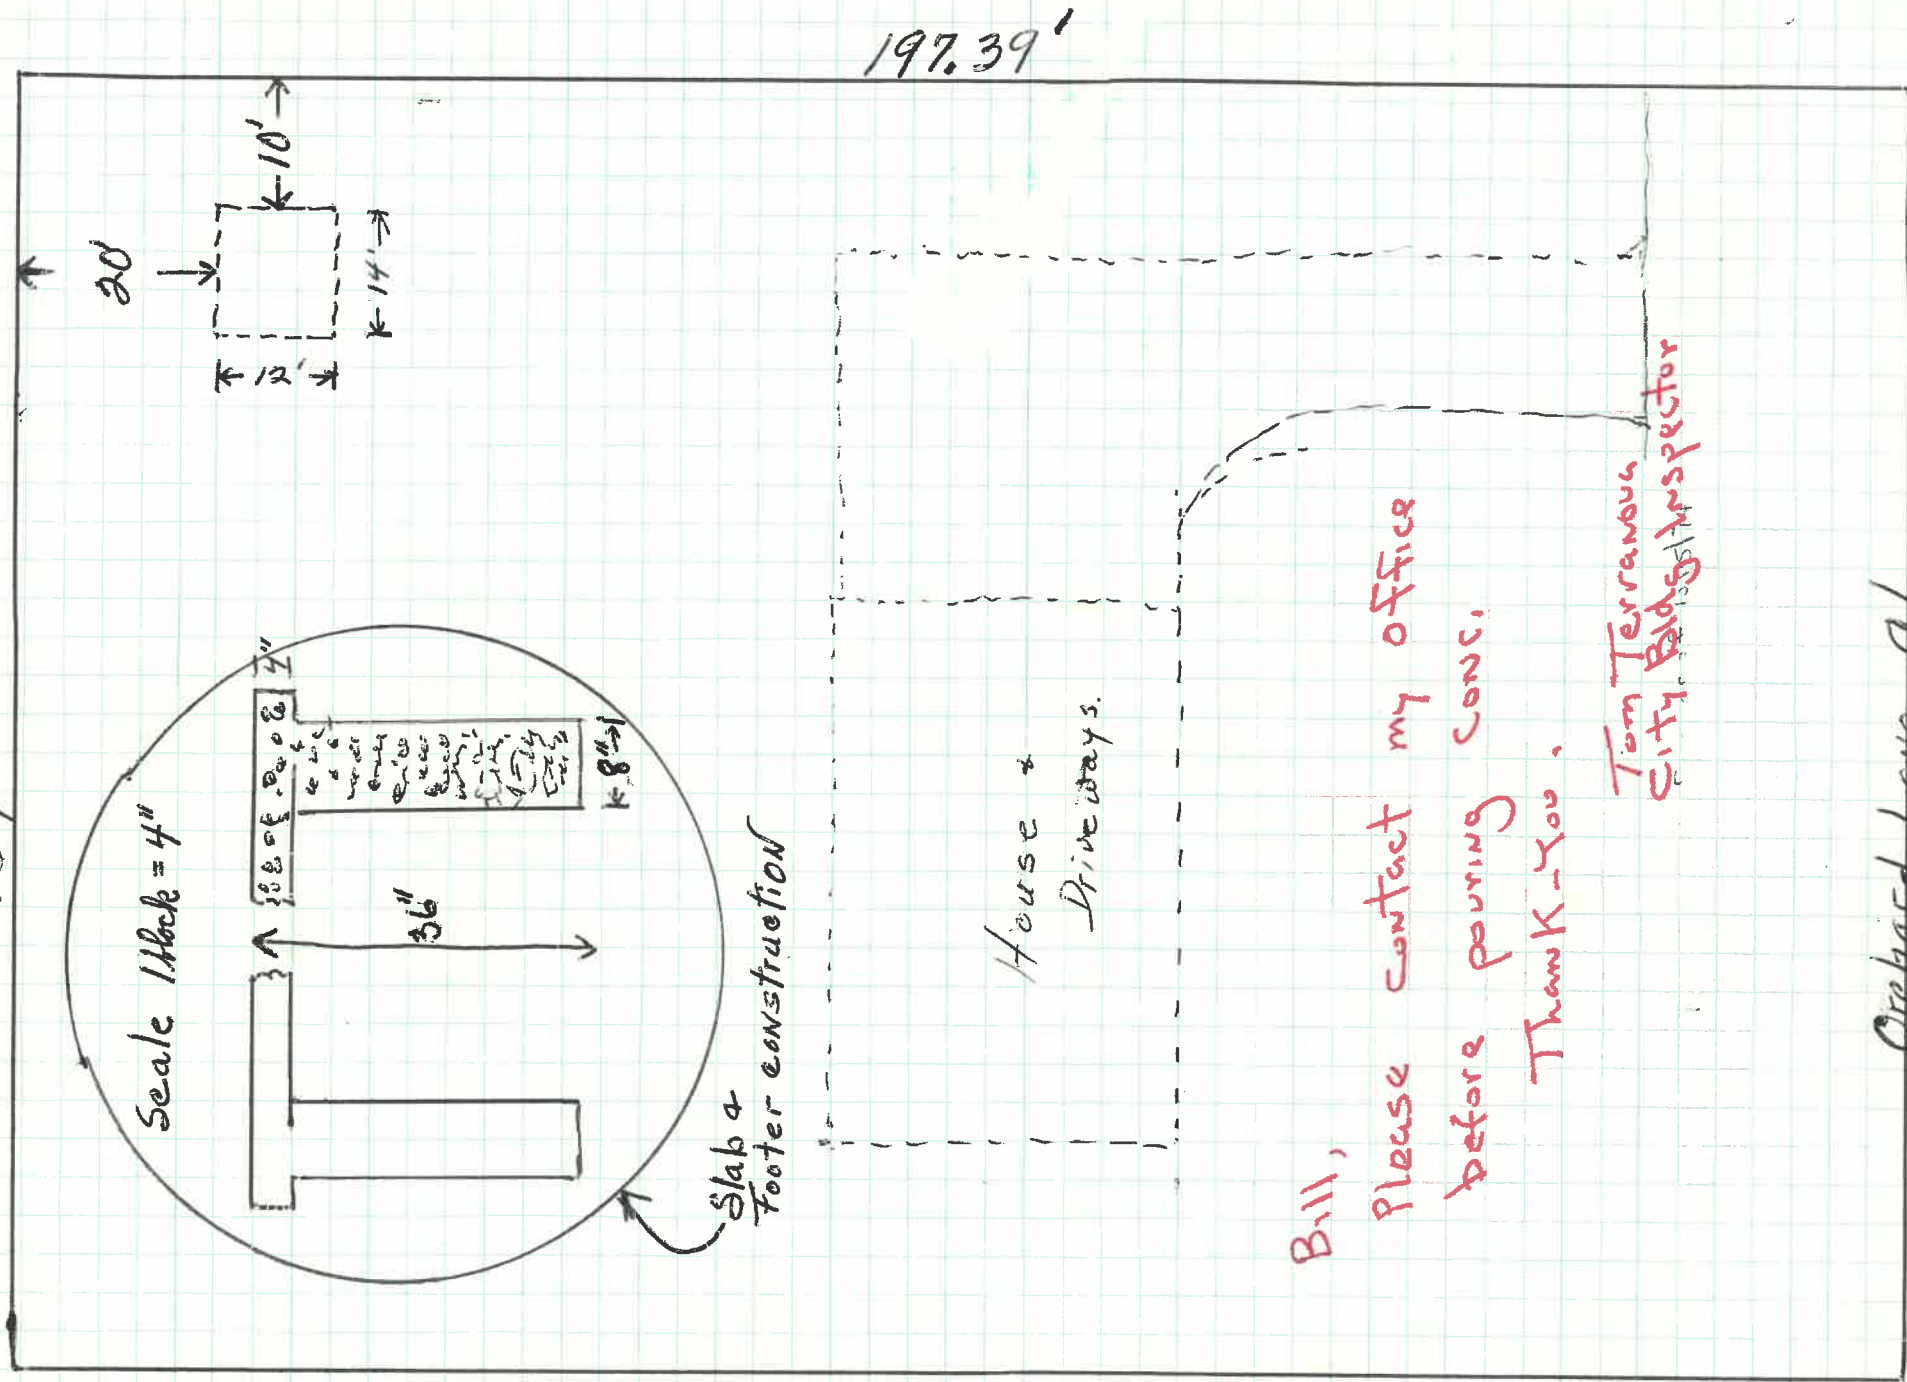 197.39'
20'
10'
14'
12'
Scale 1 block = 4"
4"
36"
8"
Slab &
Footer construction
House &
Driveways.
Bill,
Please contact my office
before pouring conc.
Thank-You.
Tom Terranova
City Bldg Inspector